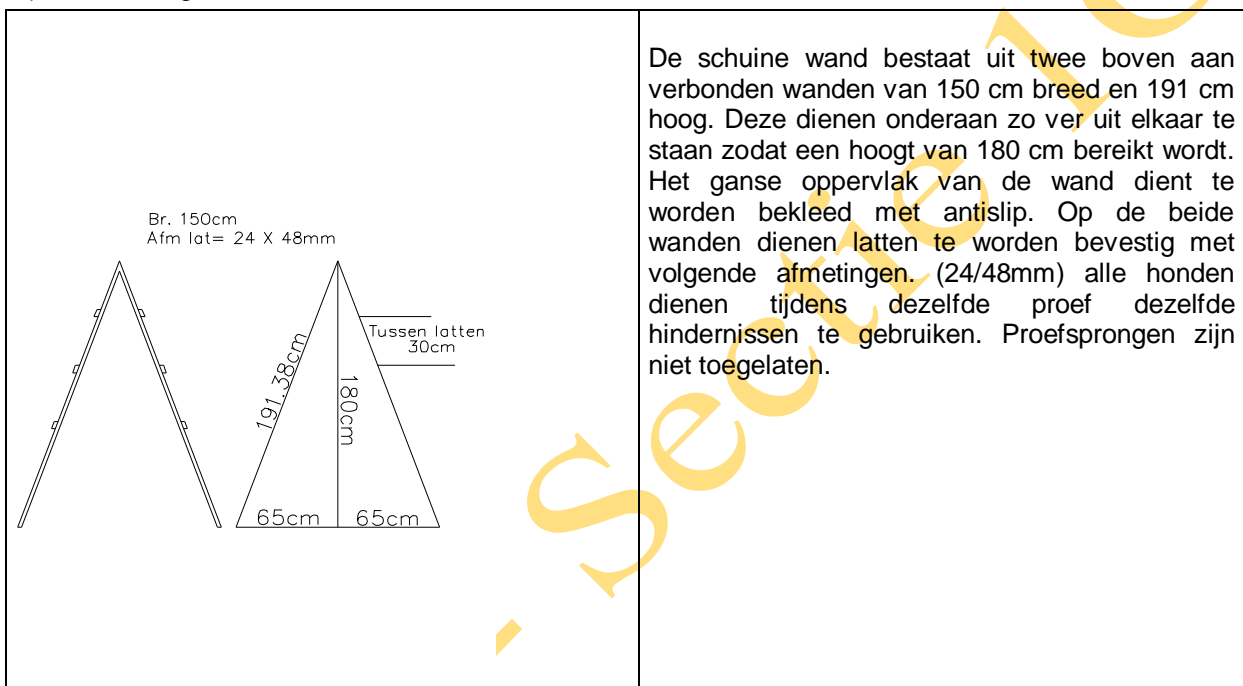 De schuine wand bestaat uit twee boven aan
verbonden wanden van 150 cm breed en 191 cm
hoog. Deze dienen onderaan zo ver uit elkaar te
staan zodat een hoogt van 180 cm bereikt wordt.
Het ganse oppervlak van de wand dient te
worden bekleed met antislip. Op de beide
wanden dienen latten te worden bevestig met
volgende afmetingen. (24/48mm) alle honden
dienen tijdens dezelfde proef dezelfde
hindernissen te gebruiken. Proefsprongen zijn
niet toegelaten.
Br. 150cm
Afm lat= 24 X 48mm
Tussen latten
30cm
191.38cm
180cm
65cm
65cm
- Sectie